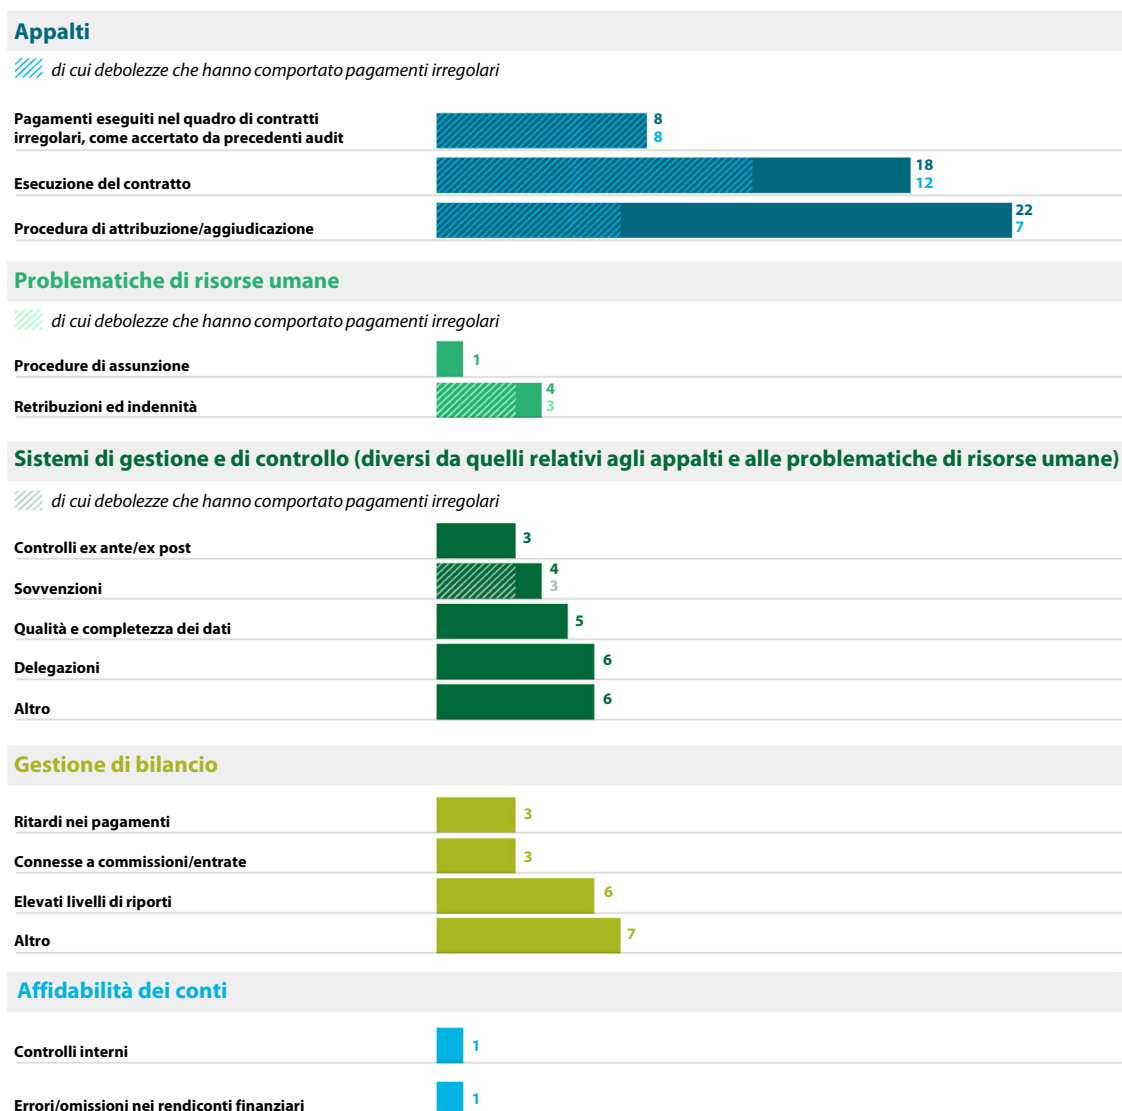 Appalti
di cui debolezze che hanno comportato pagamenti irregolari
Pagamenti eseguiti nel quadro di contratti
irregolari, come accertato da precedenti audit
8
8
Esecuzione del contratto
18
12
Procedura di attribuzione/aggiudicazione
22
7
Problematiche di risorse umane
di cui debolezze che hanno comportato pagamenti irregolari
Procedure di assunzione
1
Retribuzioni ed indennità
4
3
Sistemi di gestione e di controllo (diversi da quelli relativi agli appalti e alle problematiche di risorse umane)
di cui debolezze che hanno comportato pagamenti irregolari
Controlli ex ante/ex post
3
Sovvenzioni
4
3
Qualità e completezza dei dati
5
Delegazioni
6
Altro
6
Gestione di bilancio
Ritardi nei pagamenti
3
Connesse a commissioni/entrate
3
Elevati livelli di riporti
6
Altro
7
Affidabilità dei conti
Controlli interni
1
Errori/omissioni nei rendiconti finanziari
1